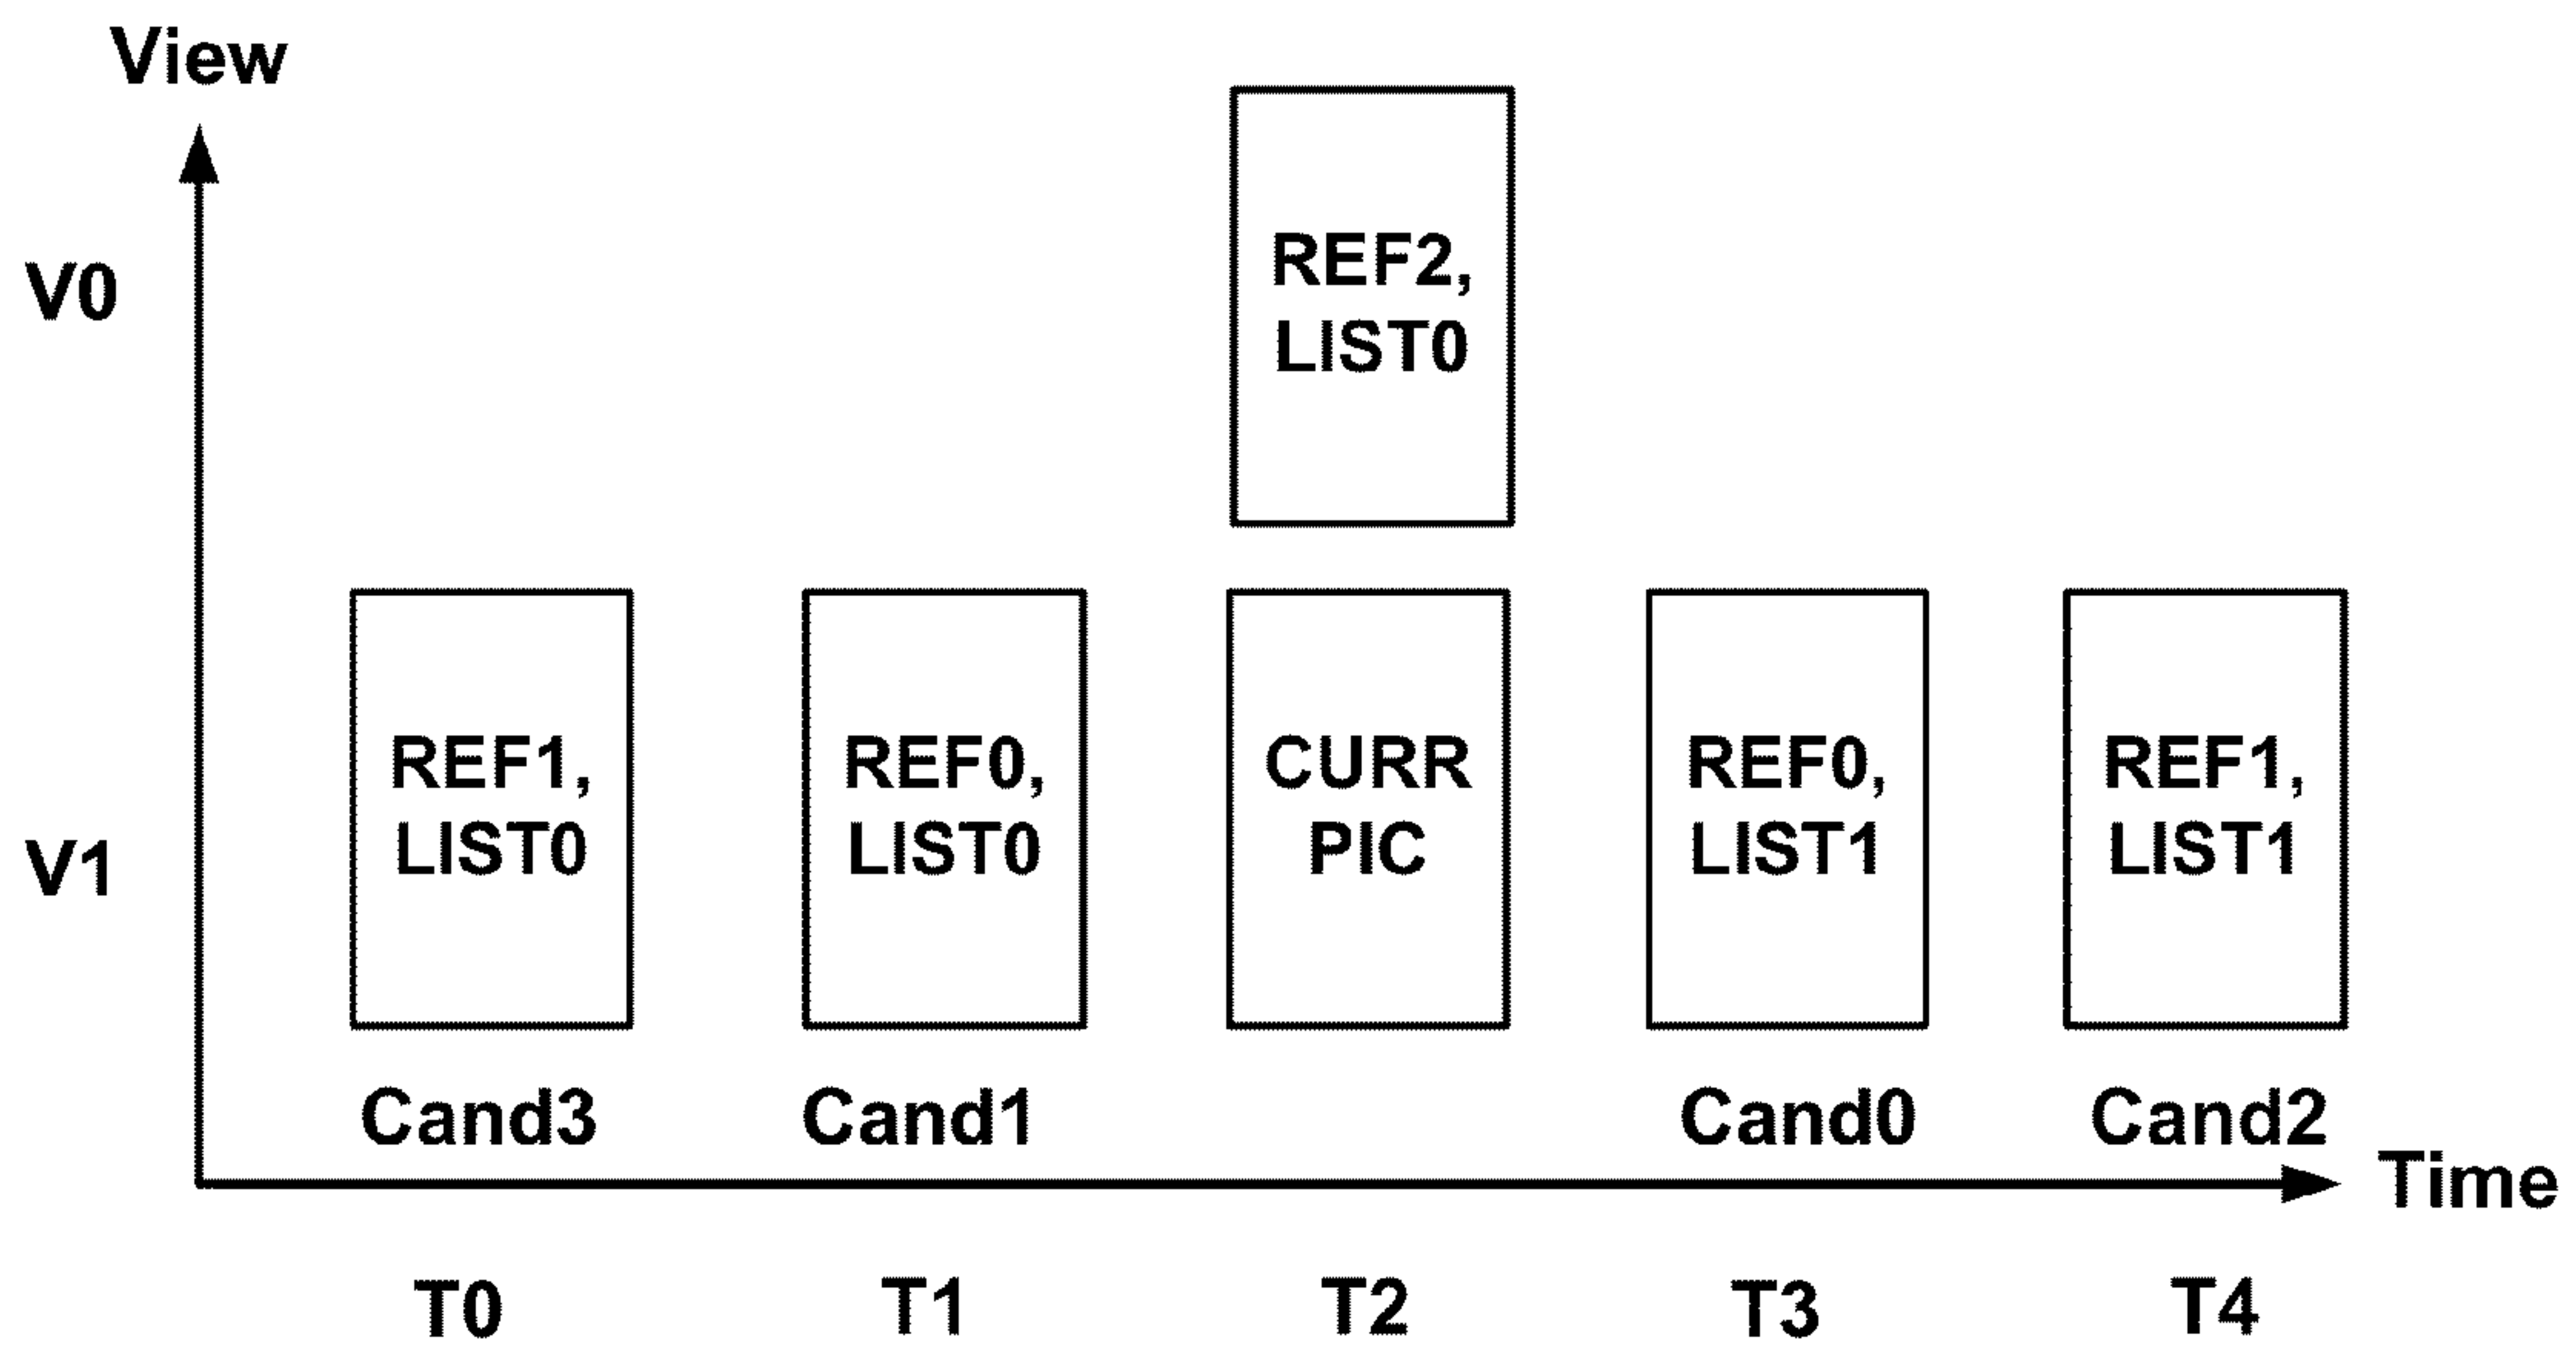 View
V0
REF2,
LIST0
V1
REF1,
LIST0
REF0,
LIST0
CURR
PIC
REF0,
LIST1
REF1,
LIST1
Cand3
Cand1
Cand0
Cand2
Time
T0
T1
T2
T3
T4